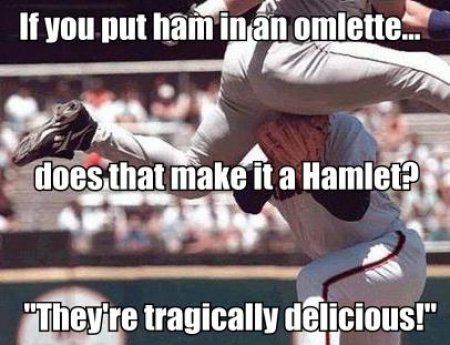 If you put ham in an omlette...
does that make it a Hamlet?
"They're tragically delicious!"